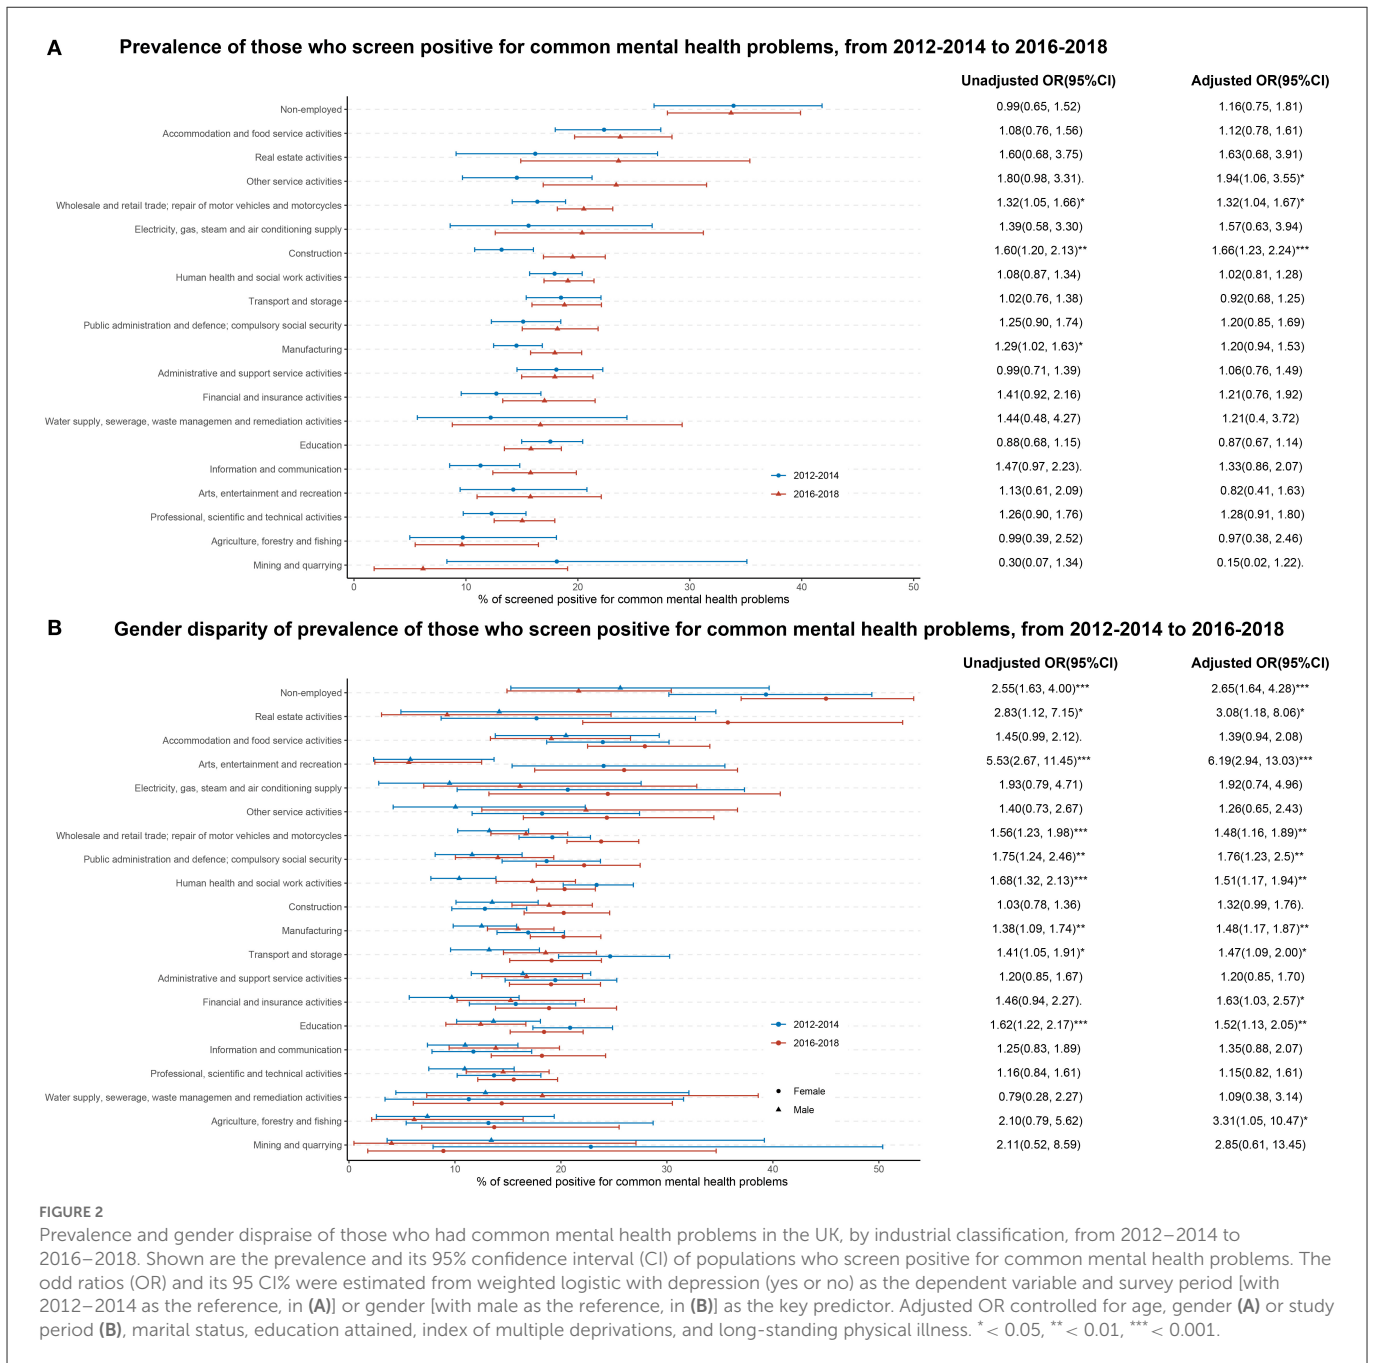 A Prevalence of those who screen positive for common mental health problems, from 2012-2014 to 2016-2018
Unadjusted OR(95%CI) Adjusted OR(95%CI)
Non-employed 0.99(0.65, 1.52) 1.16(0.75, 1.81)
Accommodation and food service activities 1.08(0.76, 1.56) 1.12(0.78, 1.61)
Real estate activities 1.60(0.68, 3.75) 1.63(0.68, 3.91)
Other service activities 1.80(0.98, 3.31). 1.94(1.06, 3.55)*
Wholesale and retail trade; repair of motor vehicles and motorcycles 1.32(1.05, 1.66)* 1.32(1.04, 1.67)*
Electricity, gas, steam and air conditioning supply 1.39(0.58, 3.30) 1.57(0.63, 3.94)
Construction 1.60(1.20, 2.13)** 1.66(1.23, 2.24)***
Human health and social work activities 1.08(0.87, 1.34) 1.02(0.81, 1.28)
Transport and storage 1.02(0.76, 1.38) 0.92(0.68, 1.25)
Public administration and defence; compulsory social security 1.25(0.90, 1.74) 1.20(0.85, 1.69)
Manufacturing 1.29(1.02, 1.63)* 1.20(0.94, 1.53)
Administrative and support service activities 0.99(0.71, 1.39) 1.06(0.76, 1.49)
Financial and insurance activities 1.41(0.92, 2.16) 1.21(0.76, 1.92)
Water supply, sewerage, waste managemen and remediation activities 1.44(0.48, 4.27) 1.21(0.4, 3.72)
Education 0.88(0.68, 1.15) 0.87(0.67, 1.14)
Information and communication 1.47(0.97, 2.23). 1.33(0.86, 2.07)
2012-2014
2016-2018
Arts, entertainment and recreation 1.13(0.61, 2.09) 0.82(0.41, 1.63)
Professional, scientific and technical activities 1.26(0.90, 1.76) 1.28(0.91, 1.80)
Agriculture, forestry and fishing 0.99(0.39, 2.52) 0.97(0.38, 2.46)
Mining and quarrying 0.30(0.07, 1.34) 0.15(0.02, 1.22).
0 10 20 30 40 50
% of screened positive for common mental health problems
B Gender disparity of prevalence of those who screen positive for common mental health problems, from 2012-2014 to 2016-2018
Unadjusted OR(95%CI) Adjusted OR(95%CI)
Non-employed 2.55(1.63, 4.00)*** 2.65(1.64, 4.28)***
Real estate activities 2.83(1.12, 7.15)* 3.08(1.18, 8.06)*
Accommodation and food service activities 1.45(0.99, 2.12). 1.39(0.94, 2.08)
Arts, entertainment and recreation 5.53(2.67, 11.45)*** 6.19(2.94, 13.03)***
Electricity, gas, steam and air conditioning supply 1.93(0.79, 4.71) 1.92(0.74, 4.96)
Other service activities 1.40(0.73, 2.67) 1.26(0.65, 2.43)
Wholesale and retail trade; repair of motor vehicles and motorcycles 1.56(1.23, 1.98)*** 1.48(1.16, 1.89)**
Public administration and defence; compulsory social security 1.75(1.24, 2.46)** 1.76(1.23, 2.5)**
Human health and social work activities 1.68(1.32, 2.13)*** 1.51(1.17, 1.94)**
Construction 1.03(0.78, 1.36) 1.32(0.99, 1.76).
Manufacturing 1.38(1.09, 1.74)** 1.48(1.17, 1.87)**
Transport and storage 1.41(1.05, 1.91)* 1.47(1.09, 2.00)*
Administrative and support service activities 1.20(0.85, 1.67) 1.20(0.85, 1.70)
Financial and insurance activities 1.46(0.94, 2.27). 1.63(1.03, 2.57)*
Education 1.62(1.22, 2.17)*** 1.52(1.13, 2.05)**
2012-2014
2016-2018
Information and communication 1.25(0.83, 1.89) 1.35(0.88, 2.07)
Professional, scientific and technical activities 1.16(0.84, 1.61) 1.15(0.82, 1.61)
Female
Water supply, sewerage, waste managemen and remediation activities 0.79(0.28, 2.27) 1.09(0.38, 3.14)
Male
Agriculture, forestry and fishing 2.10(0.79, 5.62) 3.31(1.05, 10.47)*
Mining and quarrying 2.11(0.52, 8.59) 2.85(0.61, 13.45)
0 10 20 30 40 50
% of screened positive for common mental health problems
FIGURE 2
Prevalence and gender dispraise of those who had common mental health problems in the UK, by industrial classification, from 2012–2014 to
2016–2018. Shown are the prevalence and its 95% confidence interval (CI) of populations who screen positive for common mental health problems. The
odd ratios (OR) and its 95 CI% were estimated from weighted logistic with depression (yes or no) as the dependent variable and survey period [with
2012–2014 as the reference, in (A)] or gender [with male as the reference, in (B)] as the key predictor. Adjusted OR controlled for age, gender (A) or study
period (B), marital status, education attained, index of multiple deprivations, and long-standing physical illness. *< 0.05, **< 0.01, ***< 0.001.